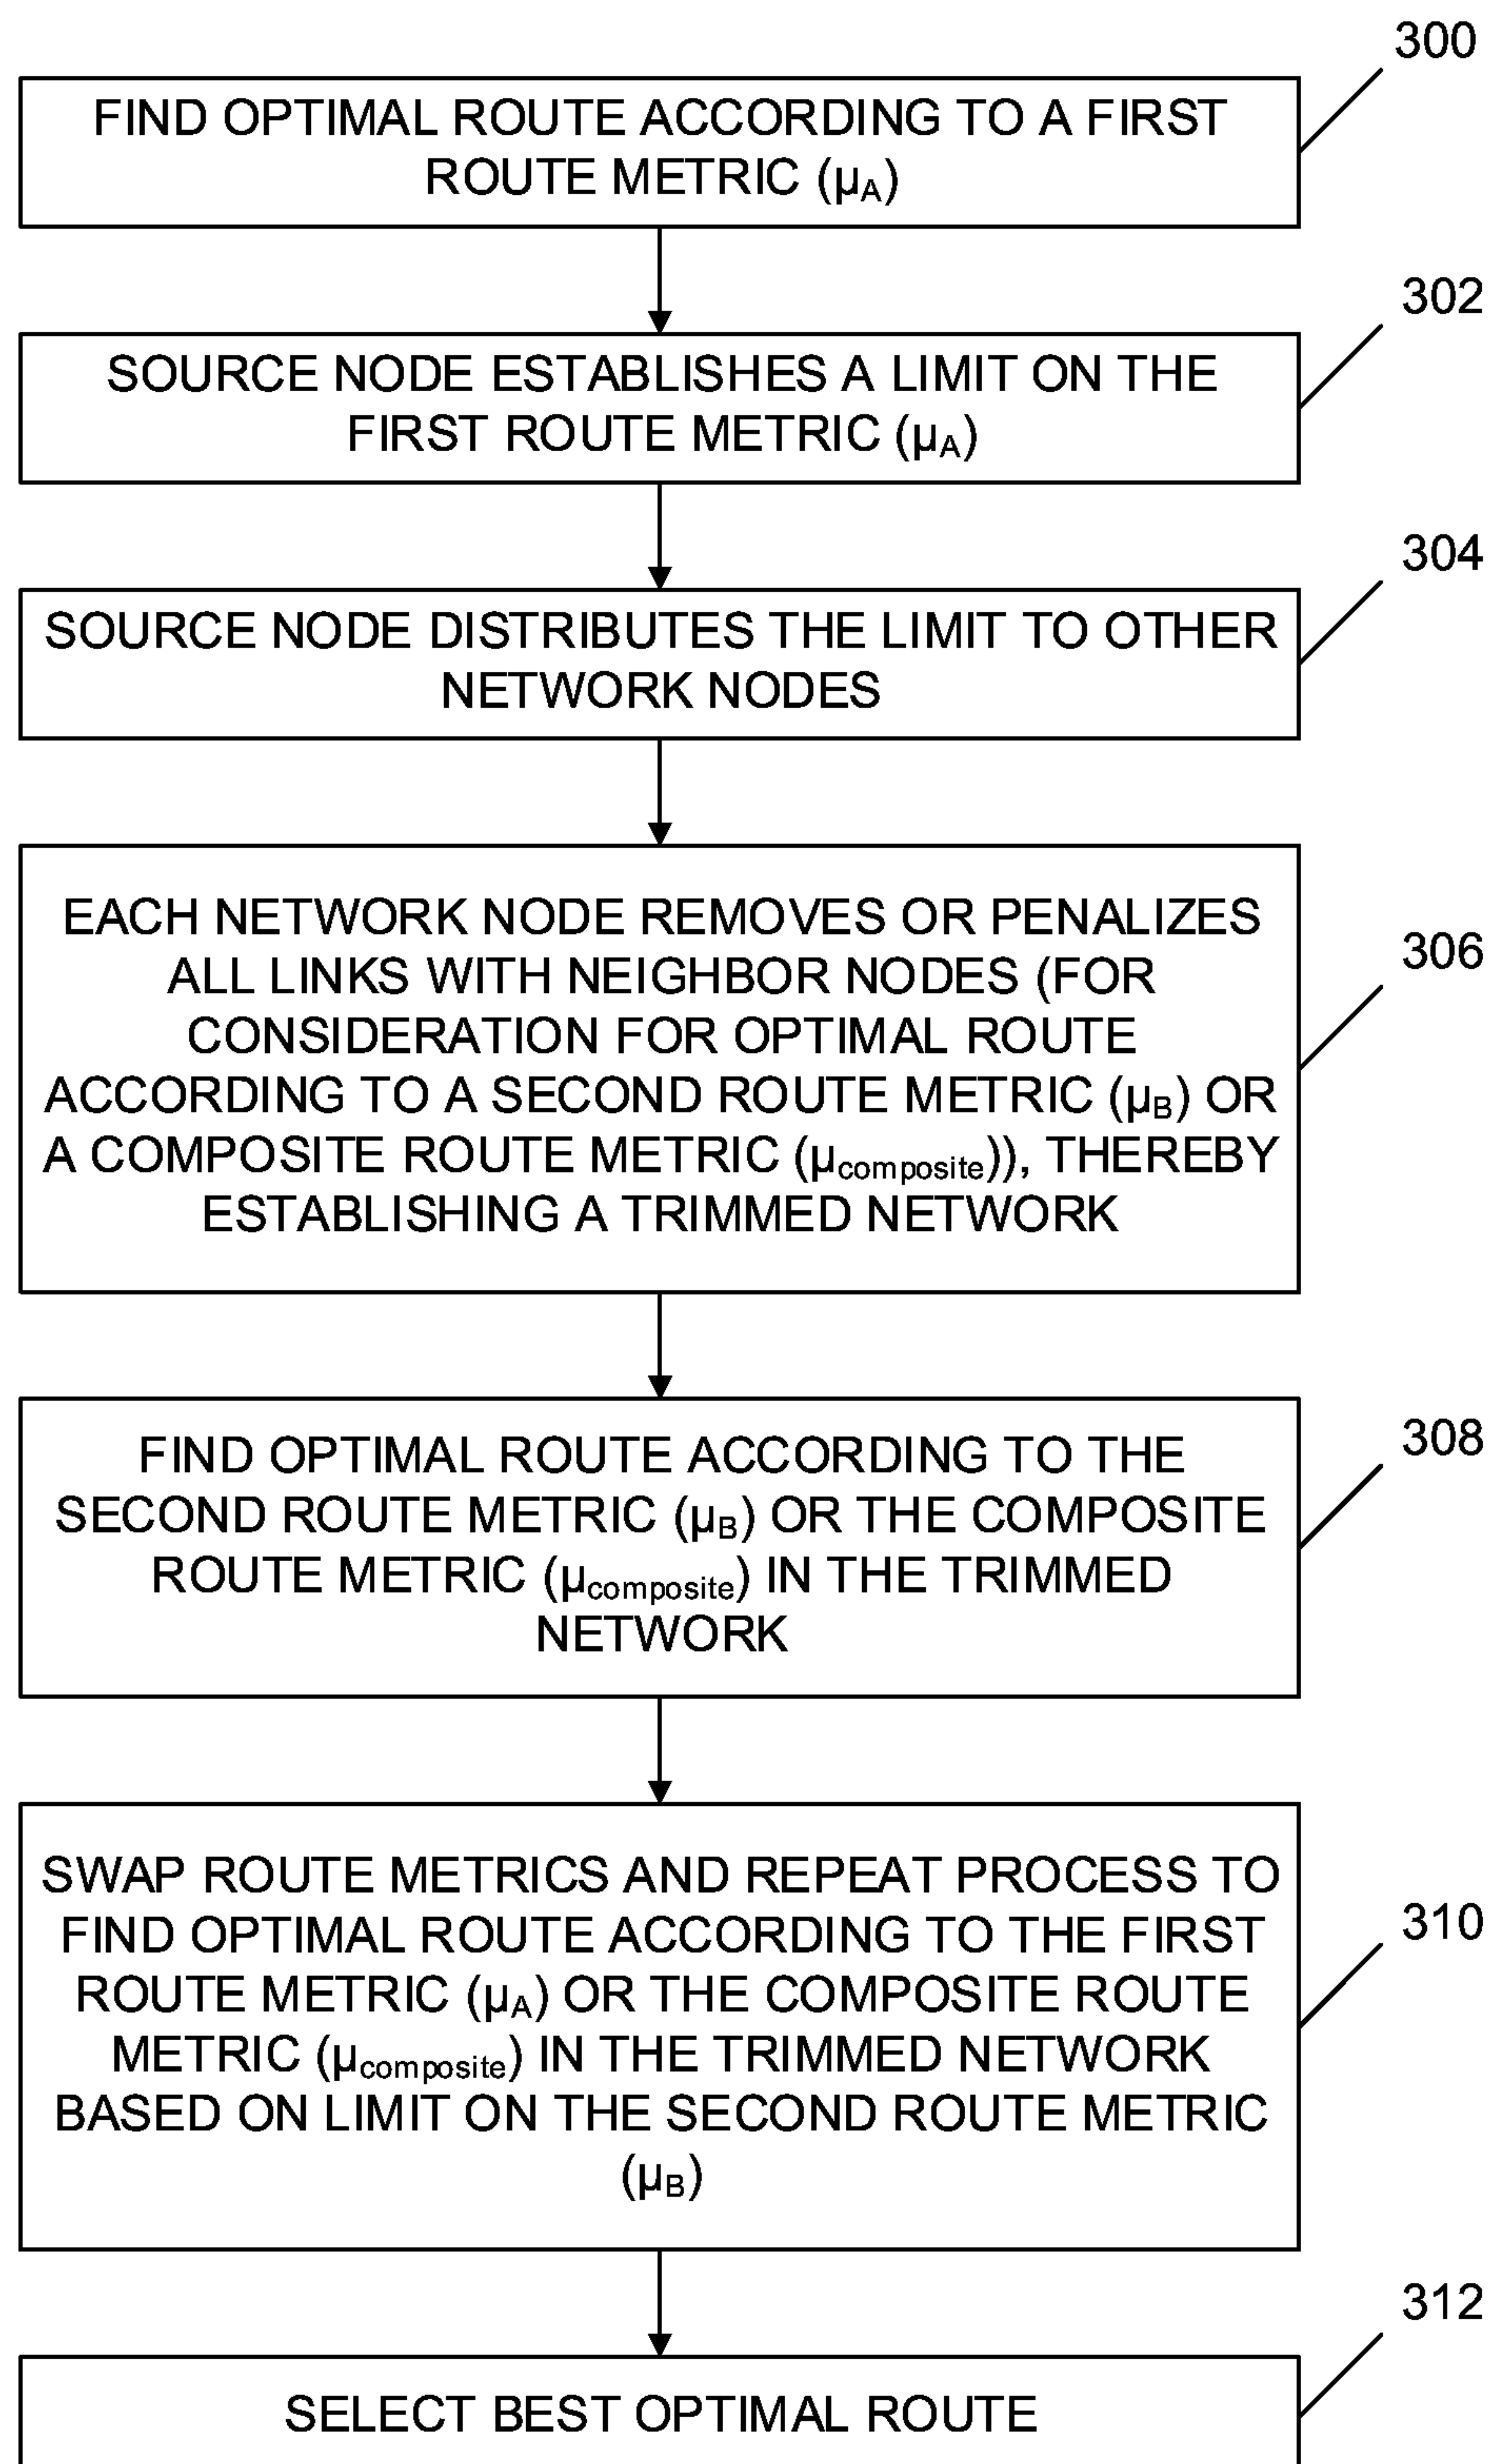 300
FIND OPTIMAL ROUTE ACCORDING TO A FIRST
ROUTE METRIC (μA)
302
SOURCE NODE ESTABLISHES A LIMIT ON THE
FIRST ROUTE METRIC (μA)
304
SOURCE NODE DISTRIBUTES THE LIMIT TO OTHER
NETWORK NODES
306
EACH NETWORK NODE REMOVES OR PENALIZES
ALL LINKS WITH NEIGHBOR NODES (FOR
CONSIDERATION FOR OPTIMAL ROUTE
ACCORDING TO A SECOND ROUTE METRIC (μB) OR
A COMPOSITE ROUTE METRIC (μcomposite)), THEREBY
ESTABLISHING A TRIMMED NETWORK
308
FIND OPTIMAL ROUTE ACCORDING TO THE
SECOND ROUTE METRIC (μB) OR THE COMPOSITE
ROUTE METRIC (μcomposite) IN THE TRIMMED
NETWORK
310
SWAP ROUTE METRICS AND REPEAT PROCESS TO
FIND OPTIMAL ROUTE ACCORDING TO THE FIRST
ROUTE METRIC (μA) OR THE COMPOSITE ROUTE
METRIC (μcomposite) IN THE TRIMMED NETWORK
BASED ON LIMIT ON THE SECOND ROUTE METRIC
(μB)
312
SELECT BEST OPTIMAL ROUTE